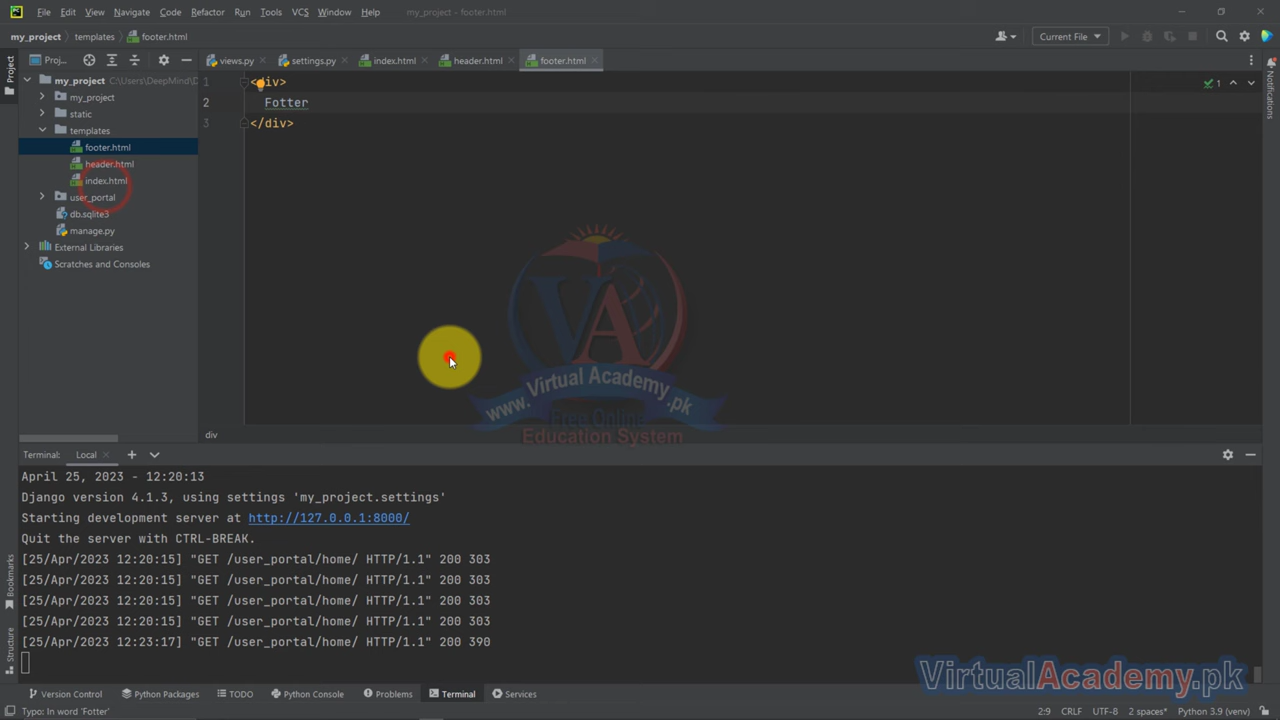 File Edit View Navigate Code Refactor Run Tools VCS Window Help my_project – footer.html
my_project templates footer.html Current File
Proj... views.py settings.py index.html header.html footer.html
my_project C:\Users\DeepMind\D
my_project
static
templates
footer.html
header.html
index.html
user_portal
db.sqlite3
manage.py
External Libraries
Scratches and Consoles
Project
Notifications
1 <div>
2 Fotter
3 </div>
1
VA
www.Virtual Academy.pk
Free Online
Education System
div
Terminal: Local
April 25, 2023 - 12:20:13
Django version 4.1.3, using settings 'my_project.settings'
Starting development server at http://127.0.0.1:8000/
Quit the server with CTRL-BREAK.
[25/Apr/2023 12:20:15] "GET /user_portal/home/ HTTP/1.1" 200 303
[25/Apr/2023 12:20:15] "GET /user_portal/home/ HTTP/1.1" 200 303
[25/Apr/2023 12:20:15] "GET /user_portal/home/ HTTP/1.1" 200 303
[25/Apr/2023 12:20:15] "GET /user_portal/home/ HTTP/1.1" 200 303
[25/Apr/2023 12:23:17] "GET /user_portal/home/ HTTP/1.1" 200 390
Bookmarks
Structure
VirtualAcademy.pk
Version Control Python Packages TODO Python Console Problems Terminal Services
Typo: In word 'Fotter' 2:9 CRLF UTF-8 2 spaces* Python 3.9 (venv)